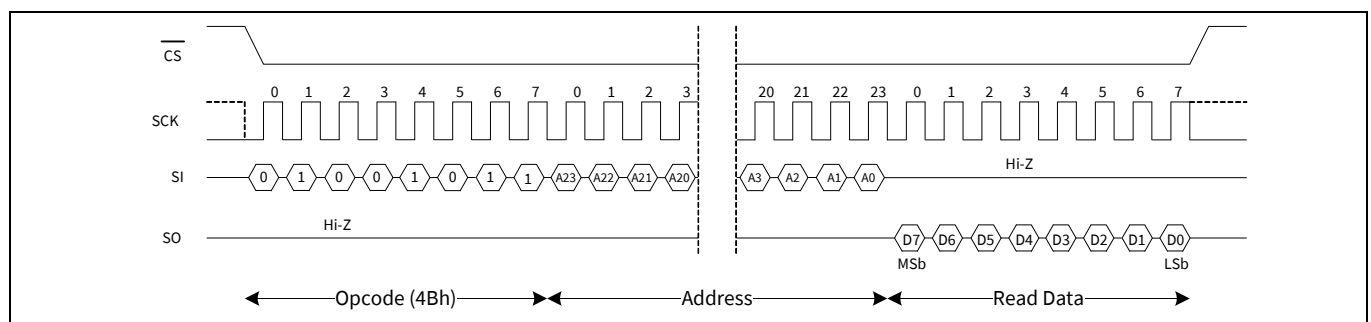 CS
0 1 2 3 4 5 6 7 0 1 2 3 20 21 22 23 0 1 2 3 4 5 6 7
SCK
Hi-Z
SI 0 1 0 0 1 0 1 1 A23 A22 A21 A20 A3 A2 A1 A0
Hi-Z
SO D7 D6 D5 D4 D3 D2 D1 D0
MSb LSb
Opcode (4Bh) Address Read Data